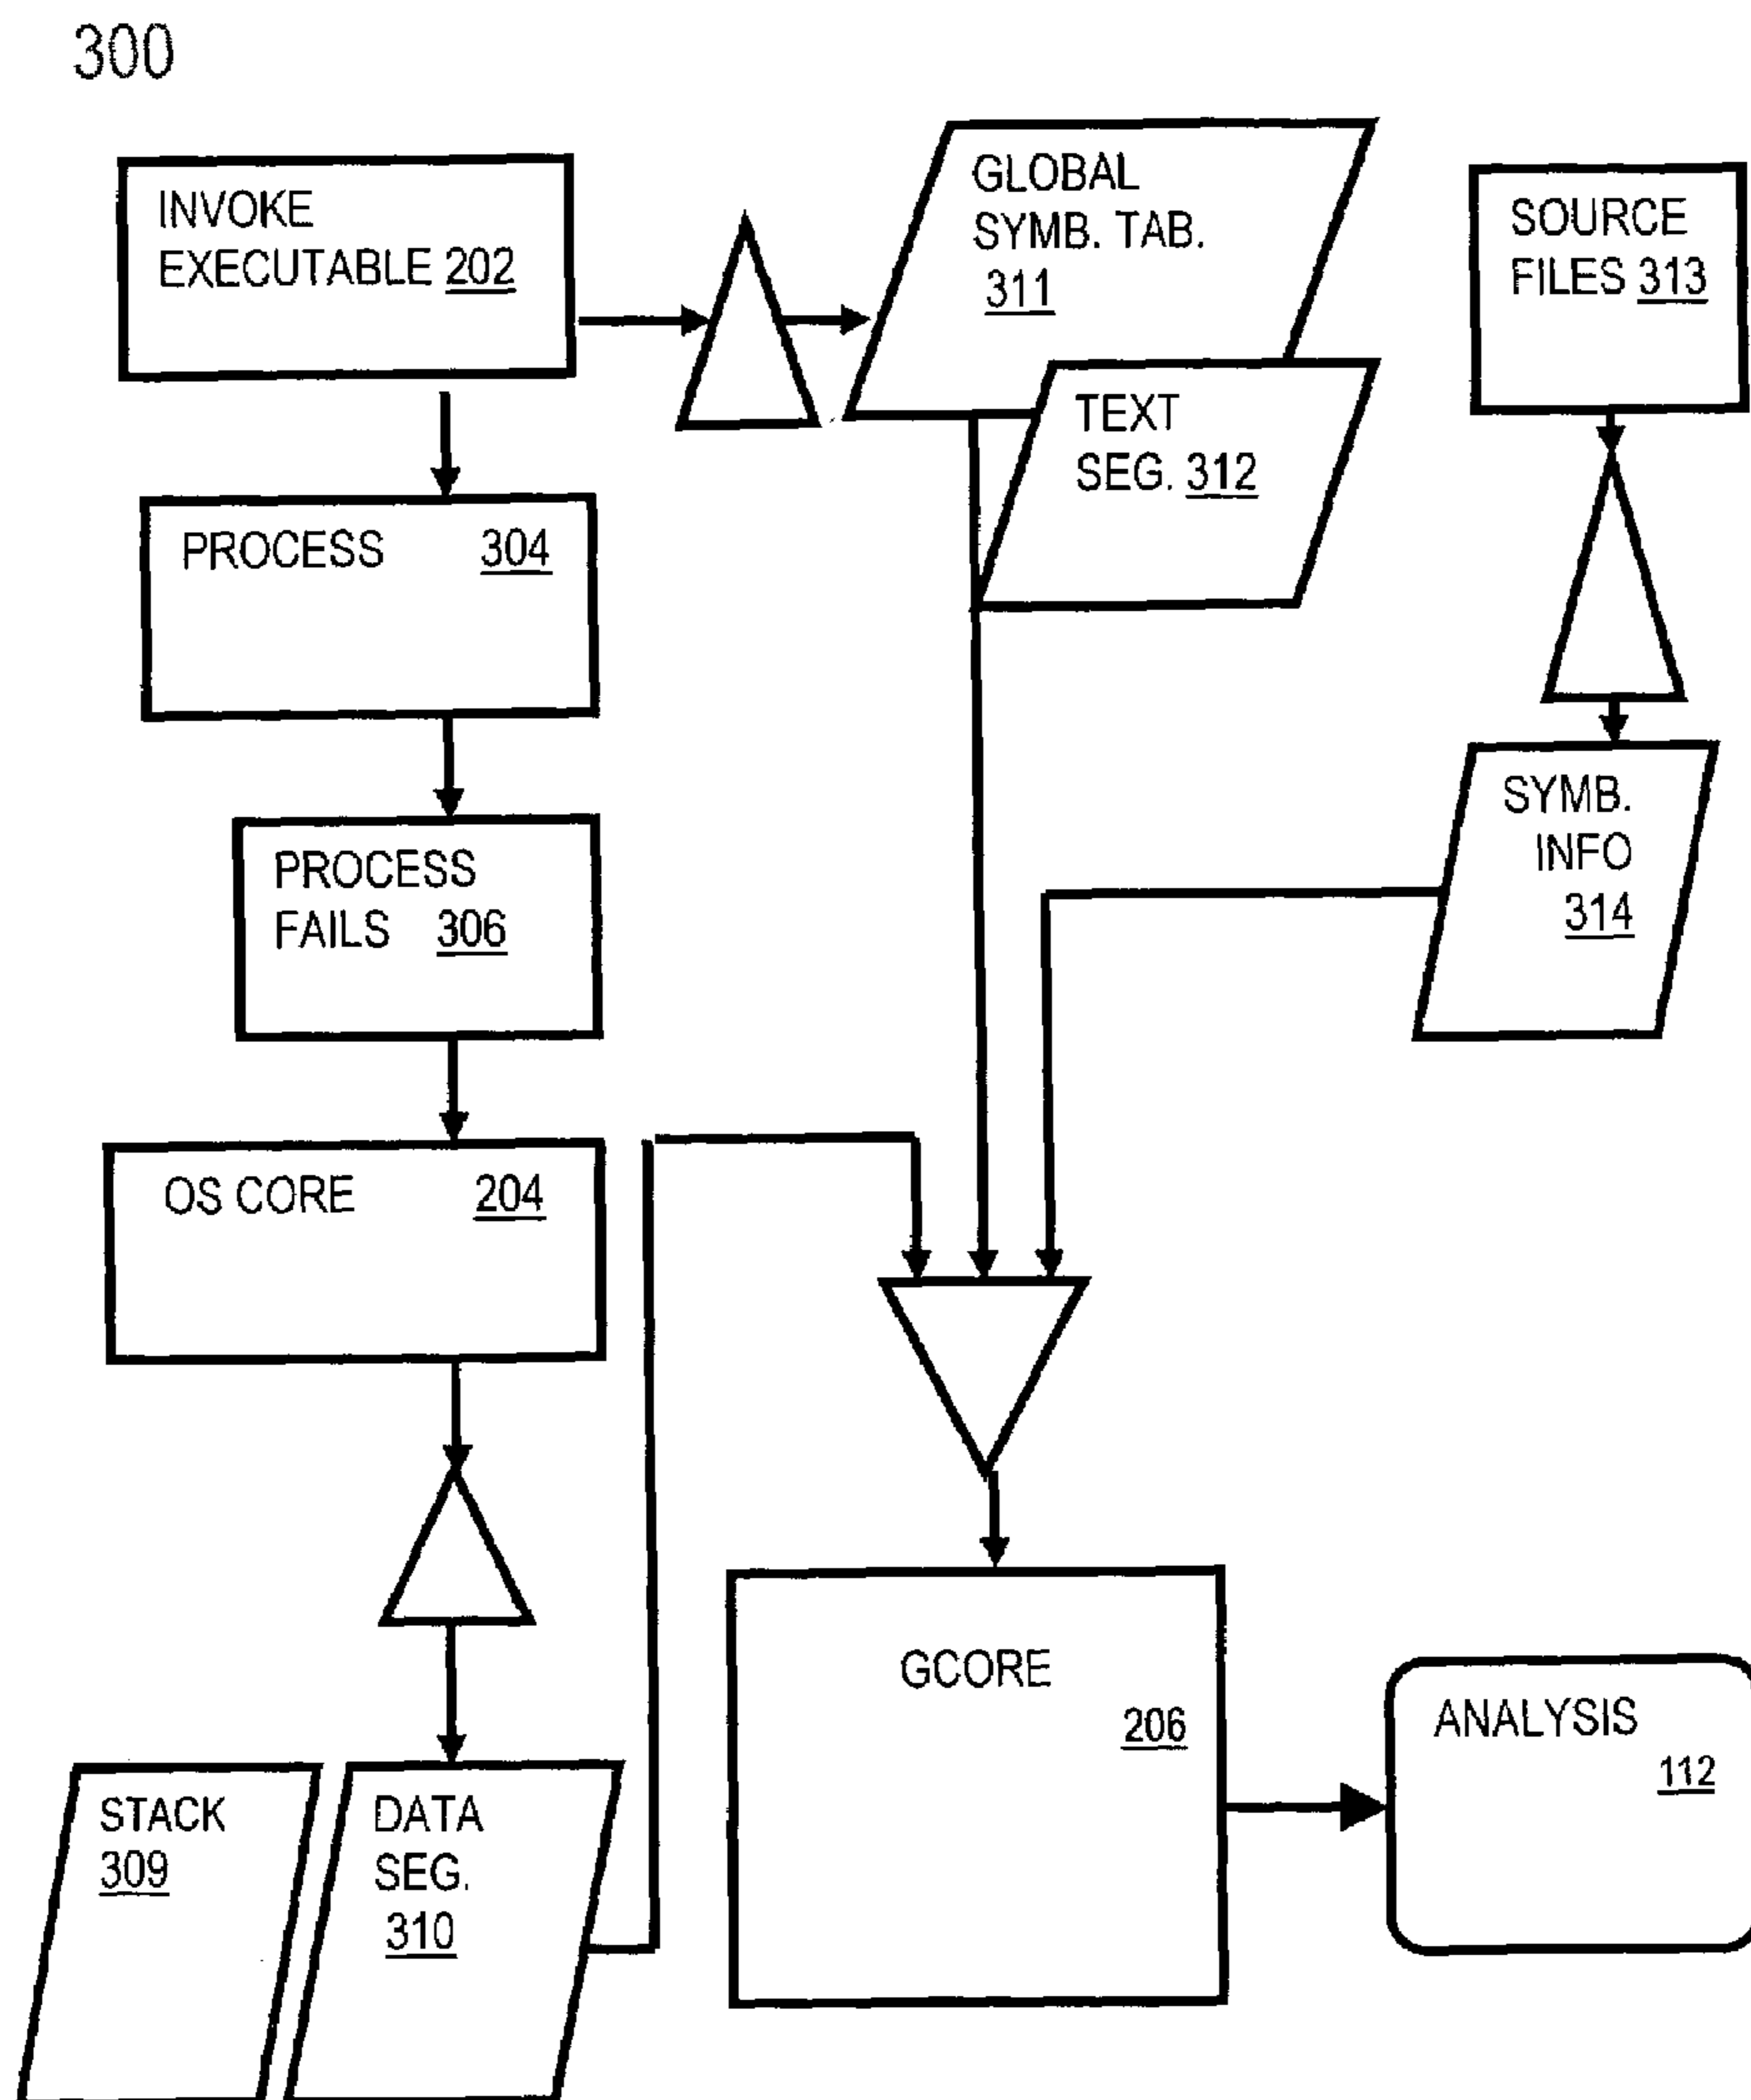 300
INVOKE
EXECUTABLE 202
GLOBAL
SYMB. TAB.
311
SOURCE
FILES 313
TEXT
SEG. 312
PROCESS 304
SYMB.
INFO
314
PROCESS
FAILS 306
OS CORE 204
GCORE
206
ANALYSIS
112
STACK
309
DATA
SEG.
310